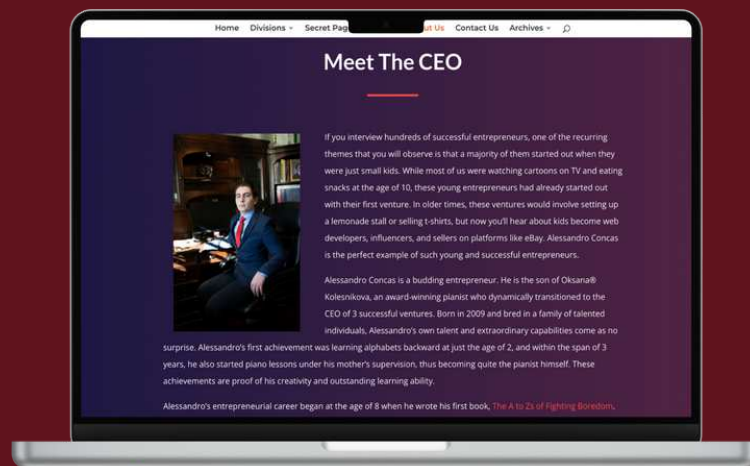 Home Divisions Secret Pag ut Us Contact Us Archives
Meet The CEO
If you interview hundreds of successful entrepreneurs, one of the recurring
themes that you will observe is that a majority of them started out when they
were just small kids. While most of us were watching cartoons on TV and eating
snacks at the age of 10, these young entrepreneurs had already started out
with their first venture. In older times, these ventures would involve setting up
a lemonade stall or selling t-shirts, but now you'll hear about kids become web
developers, influencers, and sellers on platforms like eBay. Alessandro Concas
is the perfect example of such young and successful entrepreneurs.
Alessandro Concas is a budding entrepreneur. He is the son of Oksana®
Kolesnikova, an award-winning pianist who dynamically transitioned to the
CEO of 3 successful ventures. Born in 2009 and bred in a family of talented
individuals, Alessandro's own talent and extraordinary capabilities come as no
surprise. Alessandro's first achievement was learning alphabets backward at just the age of 2, and within the span of 3
years, he also started piano lessons under his mother's supervision, thus becoming quite the pianist himself. These
achievements are proof of his creativity and outstanding learning ability.
Alessandro's entrepreneurial career began at the age of 8 when he wrote his first book, The A to Zs of Fighting Boredom.